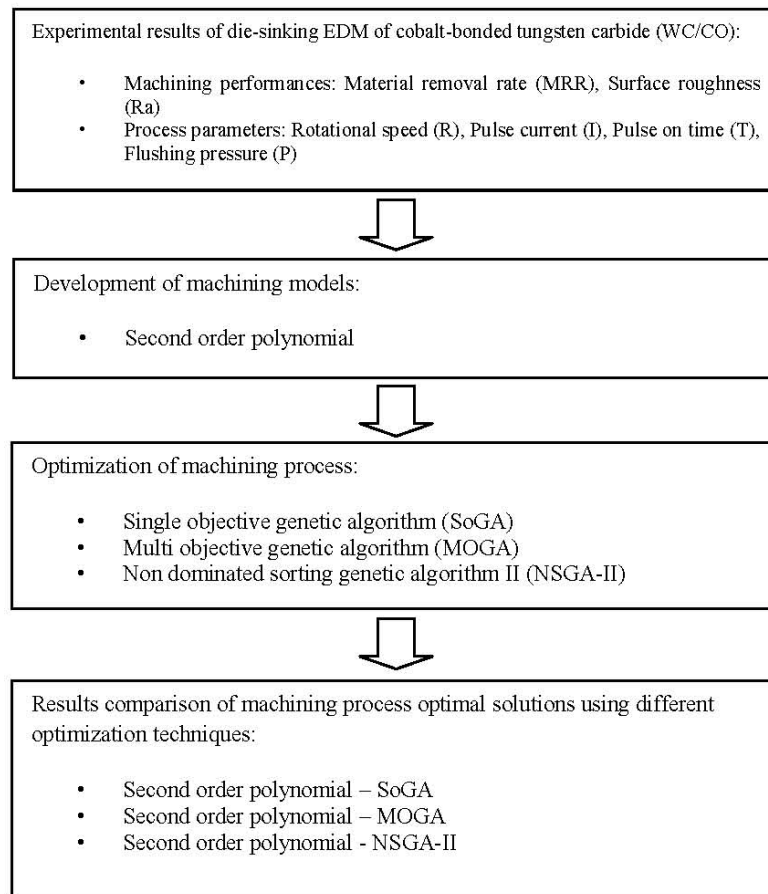 Experimental results of die-sinking EDM of cobalt-bonded tungsten carbide (WC/CO):
• Machining performances: Material removal rate (MRR), Surface roughness
(Ra)
• Process parameters: Rotational speed (R), Pulse current (I), Pulse on time (T),
Flushing pressure (P)
Development of machining models:
• Second order polynomial
Optimization of machining process:
• Single objective genetic algorithm (SoGA)
• Multi objective genetic algorithm (MOGA)
• Non dominated sorting genetic algorithm II (NSGA-II)
Results comparison of machining process optimal solutions using different
optimization techniques:
• Second order polynomial – SoGA
• Second order polynomial – MOGA
• Second order polynomial - NSGA-II